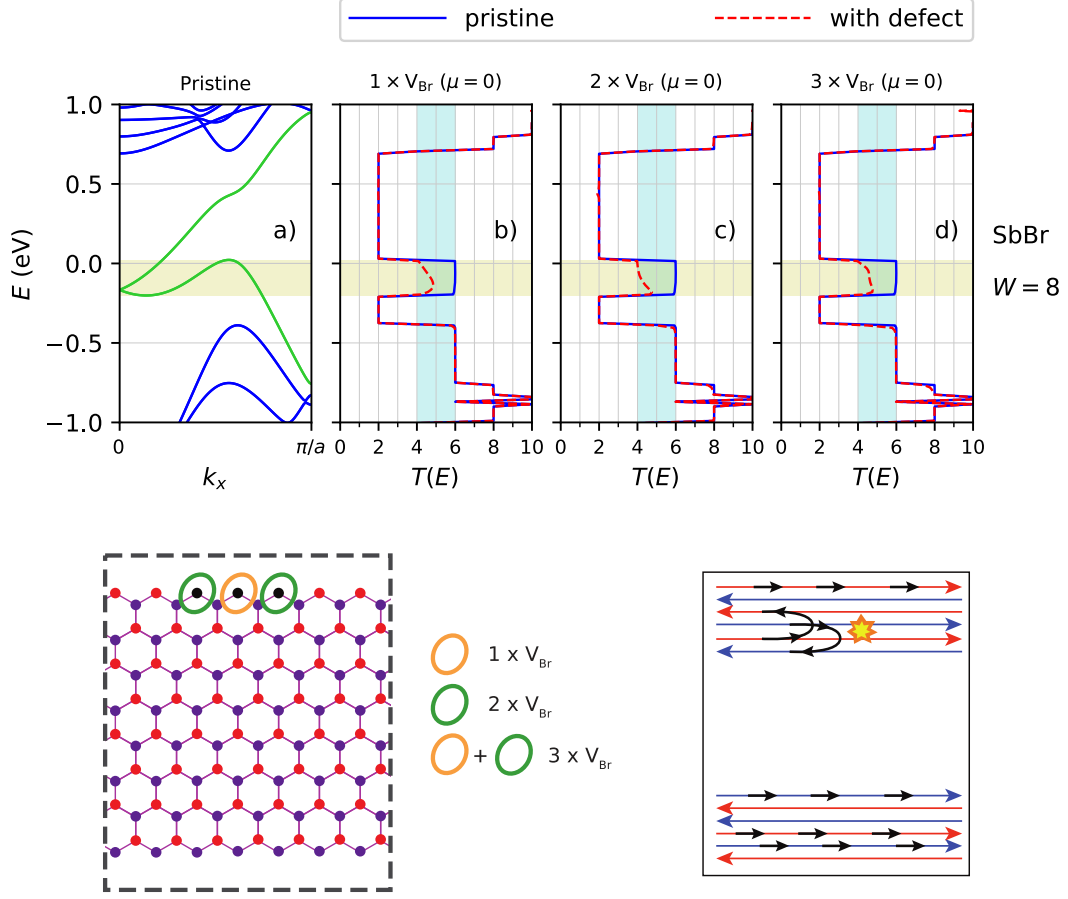 pristine with defect
Pristine
1 × V_Br (μ = 0)
2 × V_Br (μ = 0)
3 × V_Br (μ = 0)
E (eV)
1.0
0.5
0.0
−0.5
−1.0
a)
b)
c)
d)
SbBr
W = 8
0 π/a
0 2 4 6 8 10
0 2 4 6 8 10
0 2 4 6 8 10
k_x
T(E)
T(E)
T(E)
1 x V_Br
2 x V_Br
+ 3 x V_Br